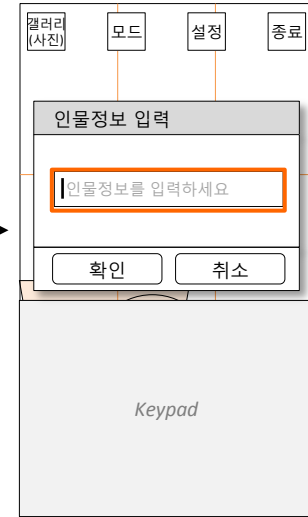 갤러리
(사진)
모드
설정
종료
인물정보 입력
인물정보를 입력하세요
확인
취소
Keypad